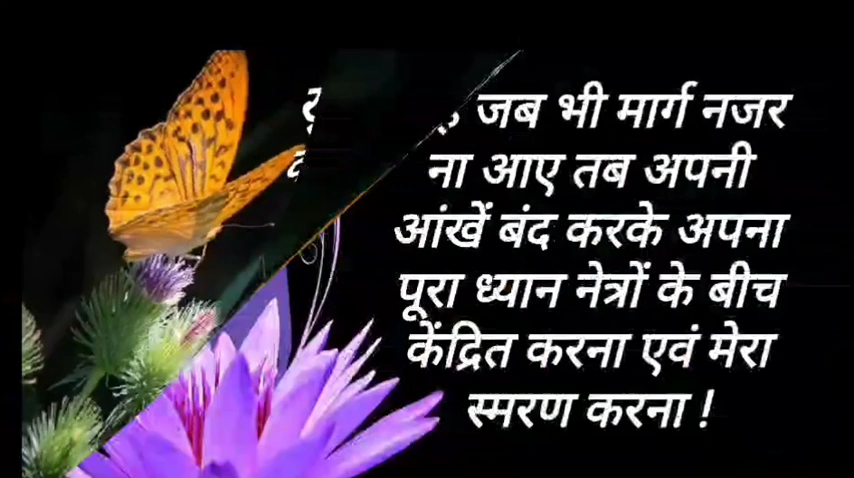 जब भी मार्ग नजर
ना आए तब अपनी
आंखें बंद करके अपना
पूरा ध्यान नेत्रों के बीच
केंद्रित करना एवं मेरा
स्मरण करना !